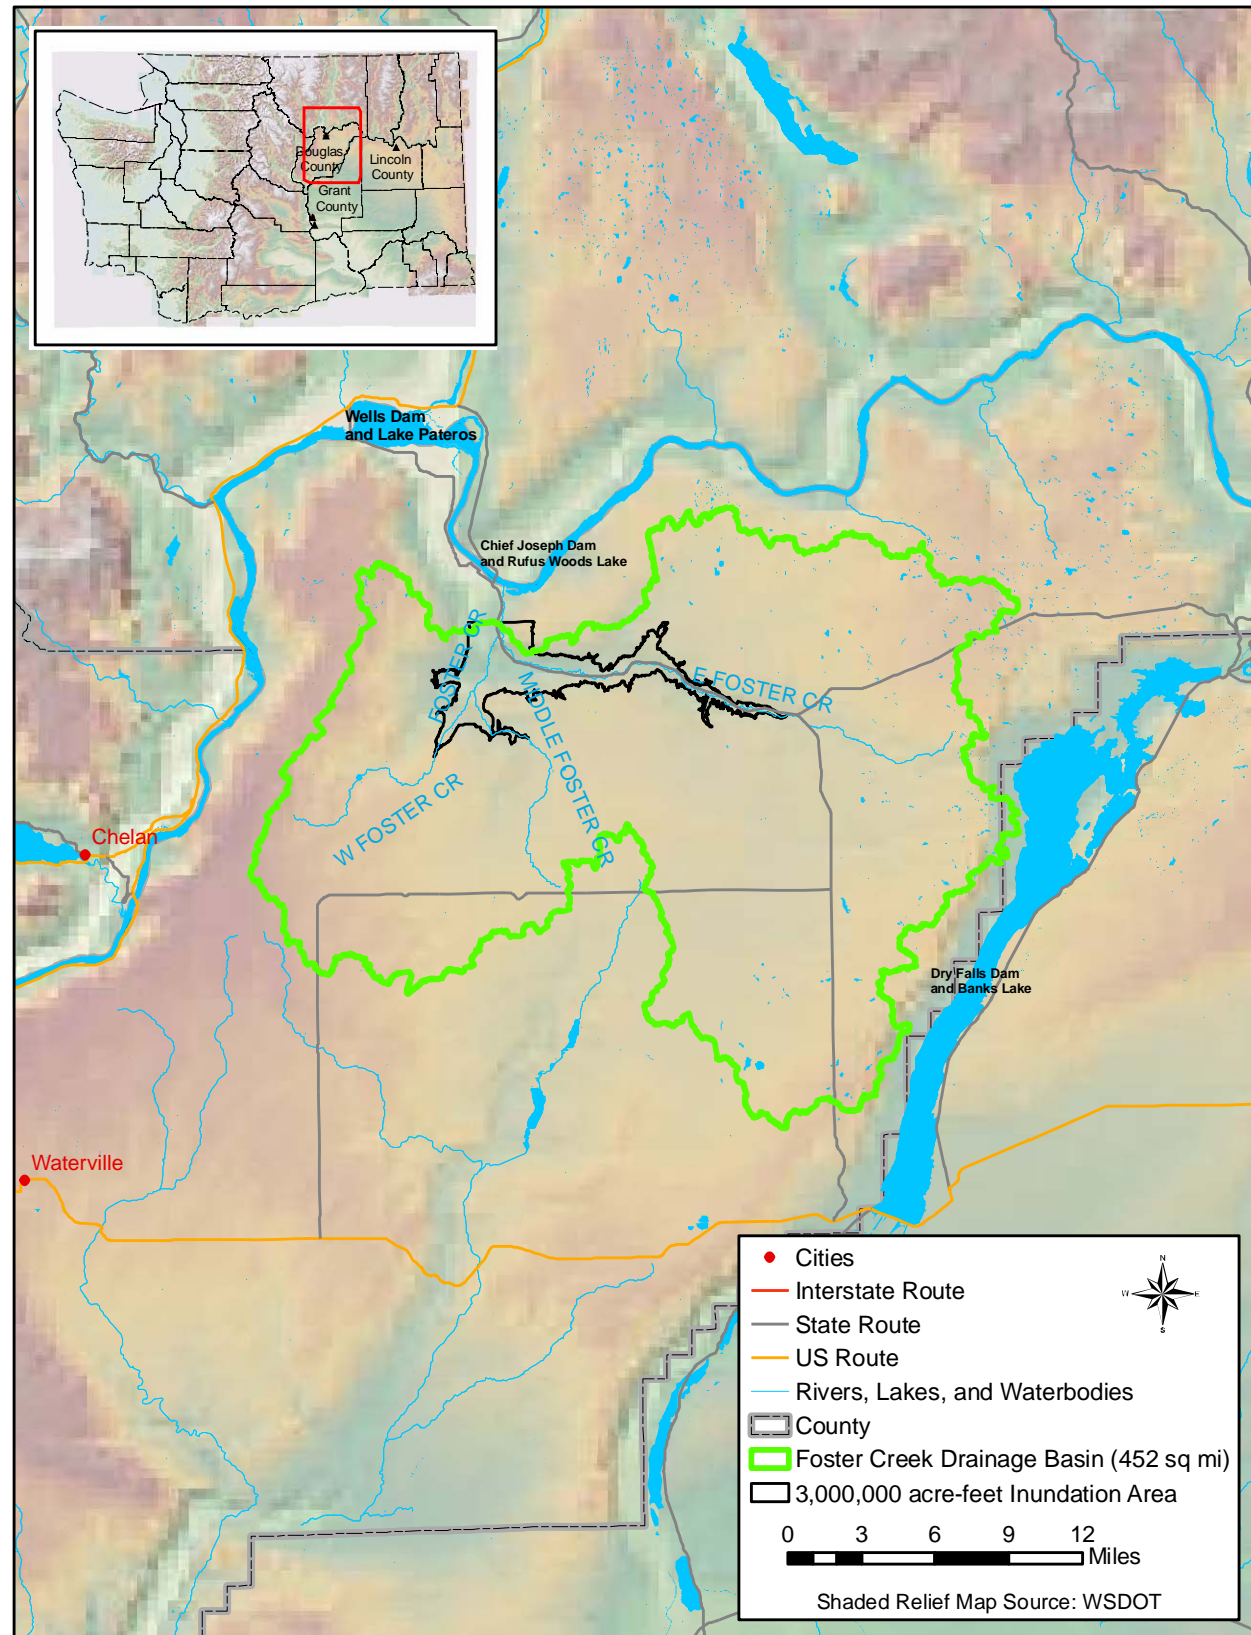 Douglas
County
Lincoln
County
Grant
County
Wells Dam
and Lake Pateros
Chief Joseph Dam
and Rufus Woods Lake
FOSTER CR
E FOSTER CR
MIDDLE FOSTER CR
W FOSTER CR
Chelan
Dry Falls Dam
and Banks Lake
Waterville
Cities
Interstate Route
State Route
US Route
Rivers, Lakes, and Waterbodies
County
Foster Creek Drainage Basin (452 sq mi)
3,000,000 acre-feet Inundation Area
N
W E
S
0 3 6 9 12
Miles
Shaded Relief Map Source: WSDOT